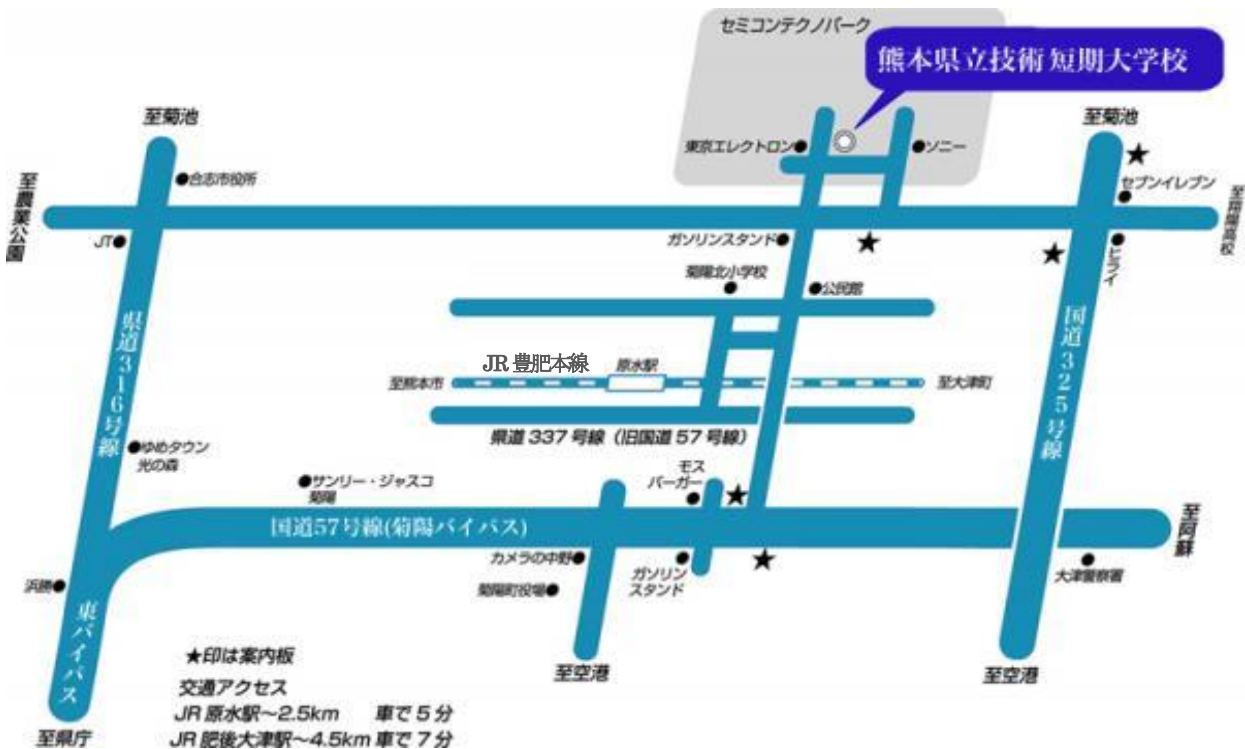 セミコンテクノパーク
熊本県立技術短期大学校
至菊池
至菊池
東京エレクトロン
ソニー
合志市役所
セブンイレブン
至農業公園
至翔陽高校
JT
ガソリンスタンド
ヒライ
菊陽北小学校
公民館
県道316号線
国道325号線
JR 豊肥本線
原水駅
至熊本市
至大津町
県道 337 号線（旧国道 57 号線）
ゆめタウン
光の森
サンリー・ジャスコ
菊陽
モス
バーガー
国道57号線(菊陽バイパス)
至阿蘇
カメラの中野
ガソリン
スタンド
大津警察署
浜勝
菊陽町役場
東バイパス
★印は案内板
至空港
至空港
交通アクセス
JR 原水駅～2.5km 車で 5 分
至県庁
JR 肥後大津駅～4.5km 車で 7 分